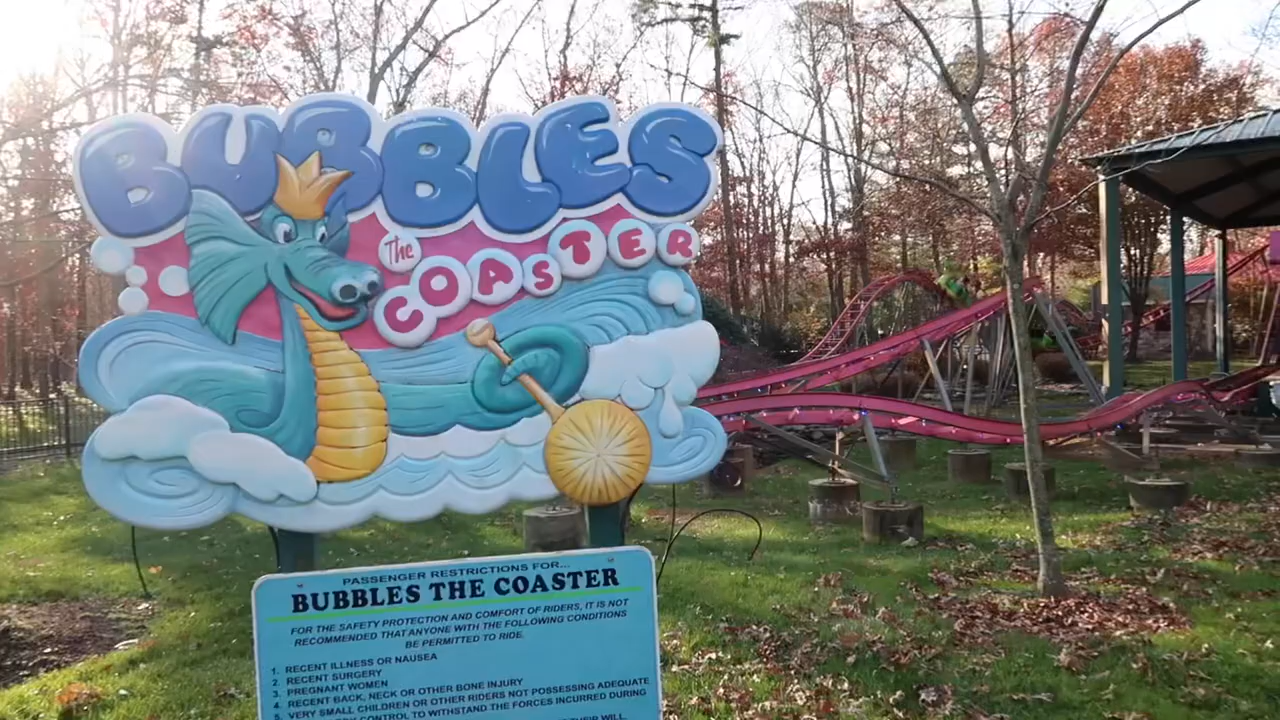 BUBBLES
The
COASTER
PASSENGER RESTRICTIONS FOR...
BUBBLES THE COASTER
FOR THE SAFETY PROTECTION AND COMFORT OF RIDERS, IT IS NOT
RECOMMENDED THAT ANYONE WITH THE FOLLOWING CONDITIONS
BE PERMITTED TO RIDE.
1. RECENT ILLNESS OR NAUSEA
2. RECENT SURGERY
3. PREGNANT WOMEN
4. RECENT BACK, NECK OR OTHER BONE INJURY
5. VERY SMALL CHILDREN OR OTHER RIDERS NOT POSSESSING ADEQUATE
CONTROL TO WITHSTAND THE FORCES INCURRED DURING
THEIR WILL